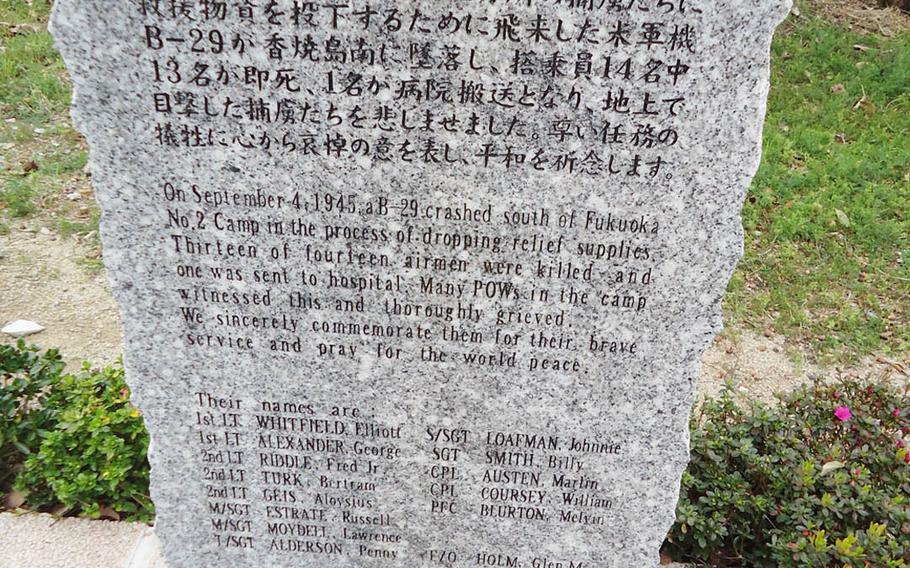 救援物資を投下するために飛来した米軍機
B-29が香焼島南に墜落し、搭乗員14名中
13名が即死、1名が病院搬送となり、地上で
目撃した捕虜たちを悲しませました。尊い任務の
犠牲に心から哀悼の意を表し、平和を祈念します。
On September 4, 1945, a B-29 crashed south of Fukuoka
No.2 Camp in the process of dropping relief supplies.
Thirteen of fourteen airmen were killed and
one was sent to hospital. Many POWs in the camp
witnessed this and thoroughly grieved.
We sincerely commemorate them for their brave
service and pray for the world peace.
Their names are:
1st LT WHITFIELD, Elliott
1st LT ALEXANDER, George
2nd LT RIDDLE, Fred Jr
2nd LT TURK, Bertram
2nd LT GEIS, Aloysius
M/SGT ESTRATE, Russell
M/SGT MOYDELL, Lawrence
T/SGT ALDERSON, Penny
S/SGT LOAFMAN, Johnnie
SGT SMITH, Billy
CPL AUSTEN, Martin
CPL COURSEY, William
PFC BLURTON, Melvin
F/O HOLM, Glen